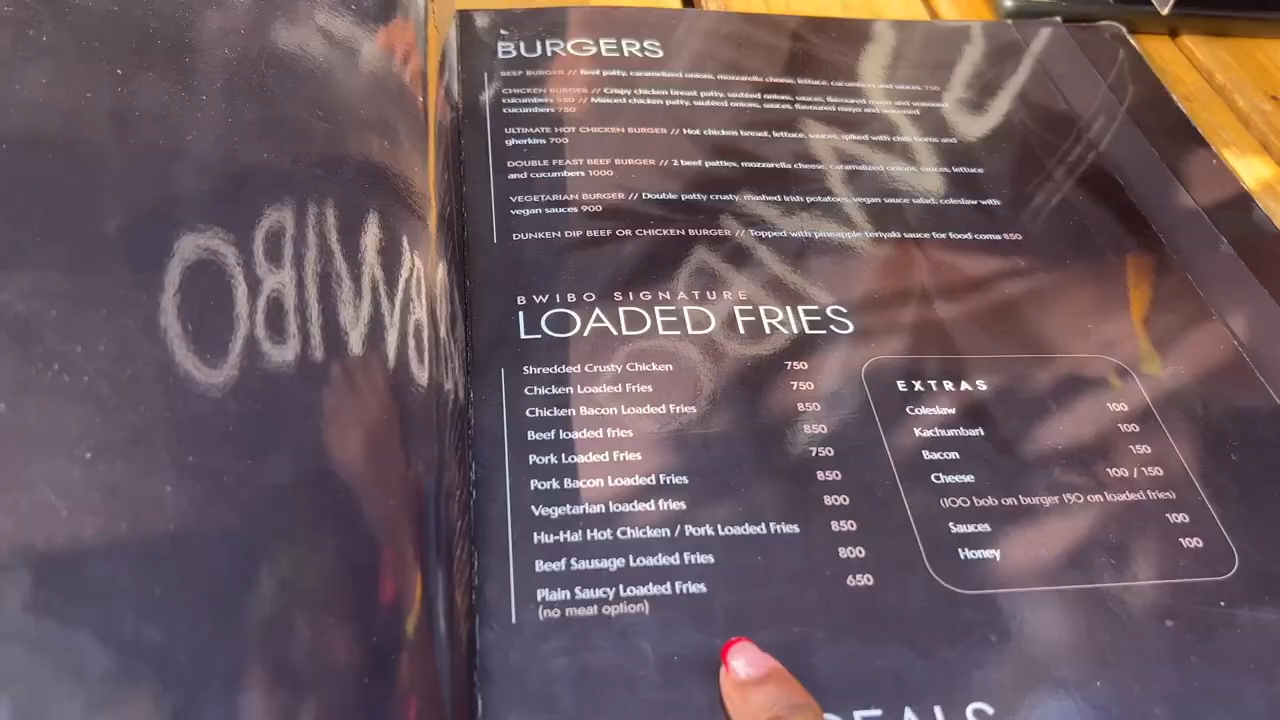 BURGERS
BEEF BURGER // Beef patty, caramelized onions, mozzarella cheese, lettuce, cucumbers and sauces 750
CHICKEN BURGER // Crispy chicken breast patty, sautéed onions, sauces, flavoured mayo and seasoned
cucumbers 850 // Minced chicken patty, sautéed onions, sauces, flavoured mayo and seasoned
cucumbers 750
ULTIMATE HOT CHICKEN BURGER // Hot chicken breast, lettuce, sauces, spiked with chilli horns and
gherkins 700
DOUBLE FEAST BEEF BURGER // 2 beef patties, mozzarella cheese, caramalized onions, sauces, lettuce
and cucumbers 1000
VEGETARIAN BURGER // Double patty crusty, mashed Irish potatoes, vegan sauce salad, coleslaw with
vegan sauces 900
DUNKEN DIP BEEF OR CHICKEN BURGER // Topped with pineapple teriyaki sauce for food coma 850
BWIBO SIGNATURE
LOADED FRIES
Shredded Crusty Chicken 750
Chicken Loaded Fries 750
Chicken Bacon Loaded Fries 850
Beef loaded fries 850
Pork Loaded Fries 750
Pork Bacon Loaded Fries 850
Vegetarian loaded fries 800
Hu-Ha! Hot Chicken / Pork Loaded Fries 850
Beef Sausage Loaded Fries 800
Plain Saucy Loaded Fries 650
(no meat option)
EXTRAS
Coleslaw 100
Kachumbari 100
Bacon 150
Cheese 100 / 150
(100 bob on burger 150 on loaded fries)
Sauces 100
Honey 100
DEALS